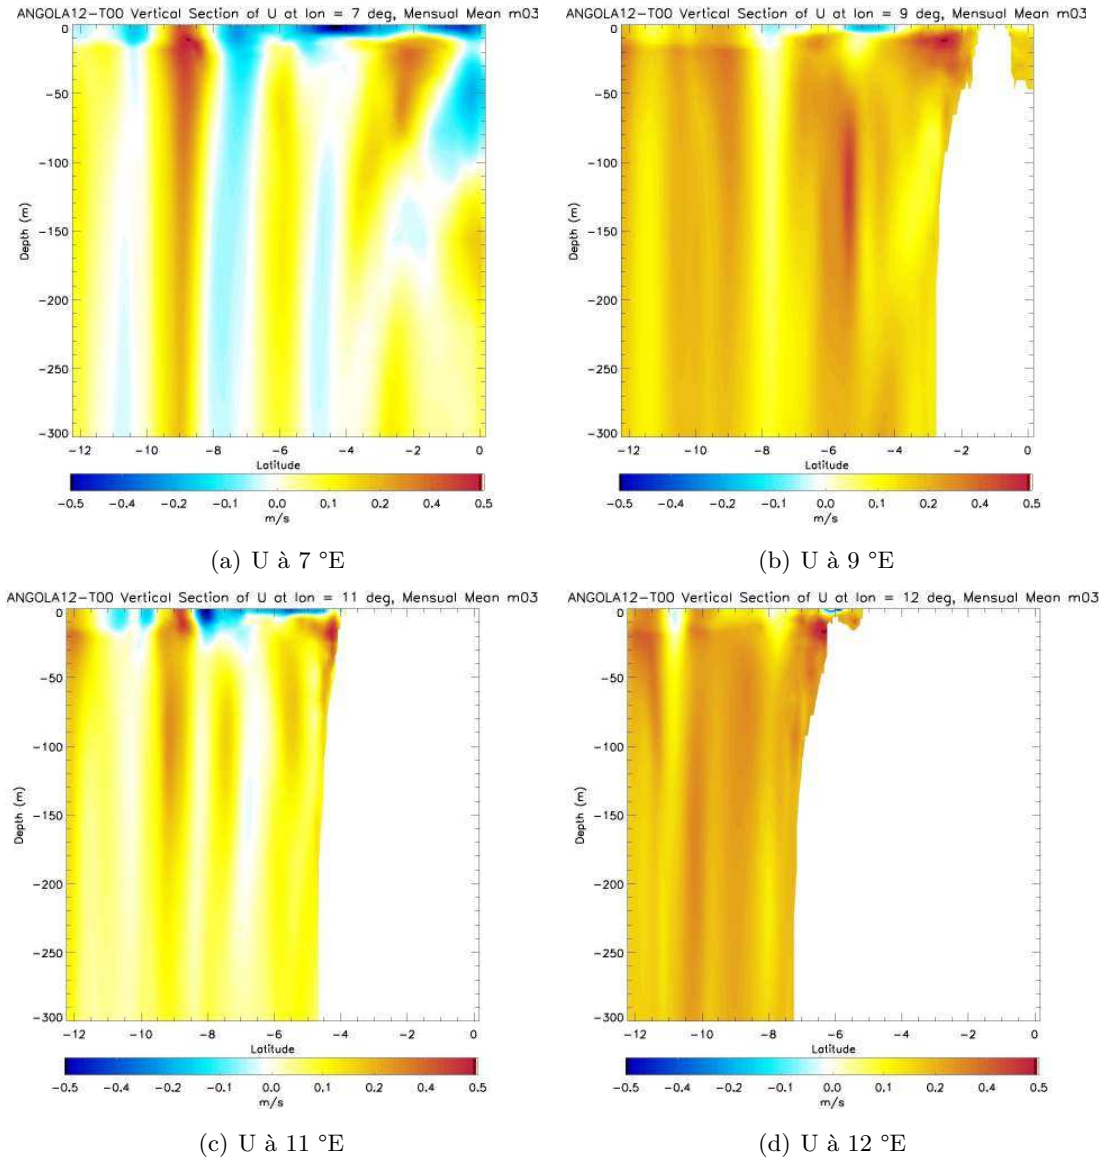 ANGOLA12-T00 Vertical Section of U at lon = 7 deg, Mensual Mean m03
0
-50
-100
-150
-200
-250
-300
Depth (m)
-12 -10 -8 -6 -4 -2 0
Latitude
-0.5 -0.4 -0.2 -0.1 0.0 0.1 0.2 0.4 0.5
m/s
(a) U à 7 °E
ANGOLA12-T00 Vertical Section of U at lon = 9 deg, Mensual Mean m03
0
-50
-100
-150
-200
-250
-300
Depth (m)
-12 -10 -8 -6 -4 -2 0
Latitude
-0.5 -0.4 -0.2 -0.1 0.0 0.1 0.2 0.4 0.5
m/s
(b) U à 9 °E
ANGOLA12-T00 Vertical Section of U at lon = 11 deg, Mensual Mean m03
0
-50
-100
-150
-200
-250
-300
Depth (m)
-12 -10 -8 -6 -4 -2 0
Latitude
-0.5 -0.4 -0.2 -0.1 0.0 0.1 0.2 0.4 0.5
m/s
(c) U à 11 °E
ANGOLA12-T00 Vertical Section of U at lon = 12 deg, Mensual Mean m03
0
-50
-100
-150
-200
-250
-300
Depth (m)
-12 -10 -8 -6 -4 -2 0
Latitude
-0.5 -0.4 -0.2 -0.1 0.0 0.1 0.2 0.4 0.5
m/s
(d) U à 12 °E